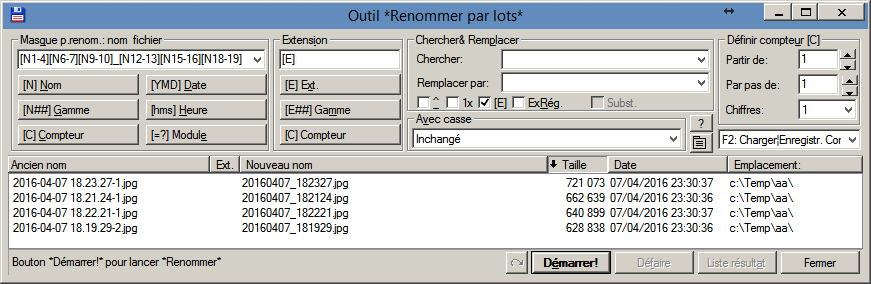 Outil *Renommer par lots*
Masque p.renom.: nom fichier
[N1-4][N6-7][N9-10]_[N12-13][N15-16][N18-19]
[N] Nom
[YMD] Date
[N##] Gamme
[hms] Heure
[C] Compteur
[=?] Module
Extension
[E]
[E] Ext.
[E##] Gamme
[C] Compteur
Chercher& Remplacer
Chercher:
Remplacer par:
^
1x
[E]
ExRég.
Subst.
Avec casse
Inchangé
?
Définir compteur [C]
Partir de:
1
Par pas de:
1
Chiffres:
1
F2: Charger|Enregistr. Cor
Ancien nom Ext. Nouveau nom Taille Date Emplacement:
2016-04-07 18.23.27-1.jpg 20160407_182327.jpg 721 073 07/04/2016 23:30:37 c:\Temp\aa\
2016-04-07 18.21.24-1.jpg 20160407_182124.jpg 662 639 07/04/2016 23:30:36 c:\Temp\aa\
2016-04-07 18.22.21-1.jpg 20160407_182221.jpg 640 899 07/04/2016 23:30:37 c:\Temp\aa\
2016-04-07 18.19.29-2.jpg 20160407_181929.jpg 628 838 07/04/2016 23:30:36 c:\Temp\aa\
Bouton *Démarrer!* pour lancer *Renommer*
Démarrer!
Défaire
Liste résultat
Fermer